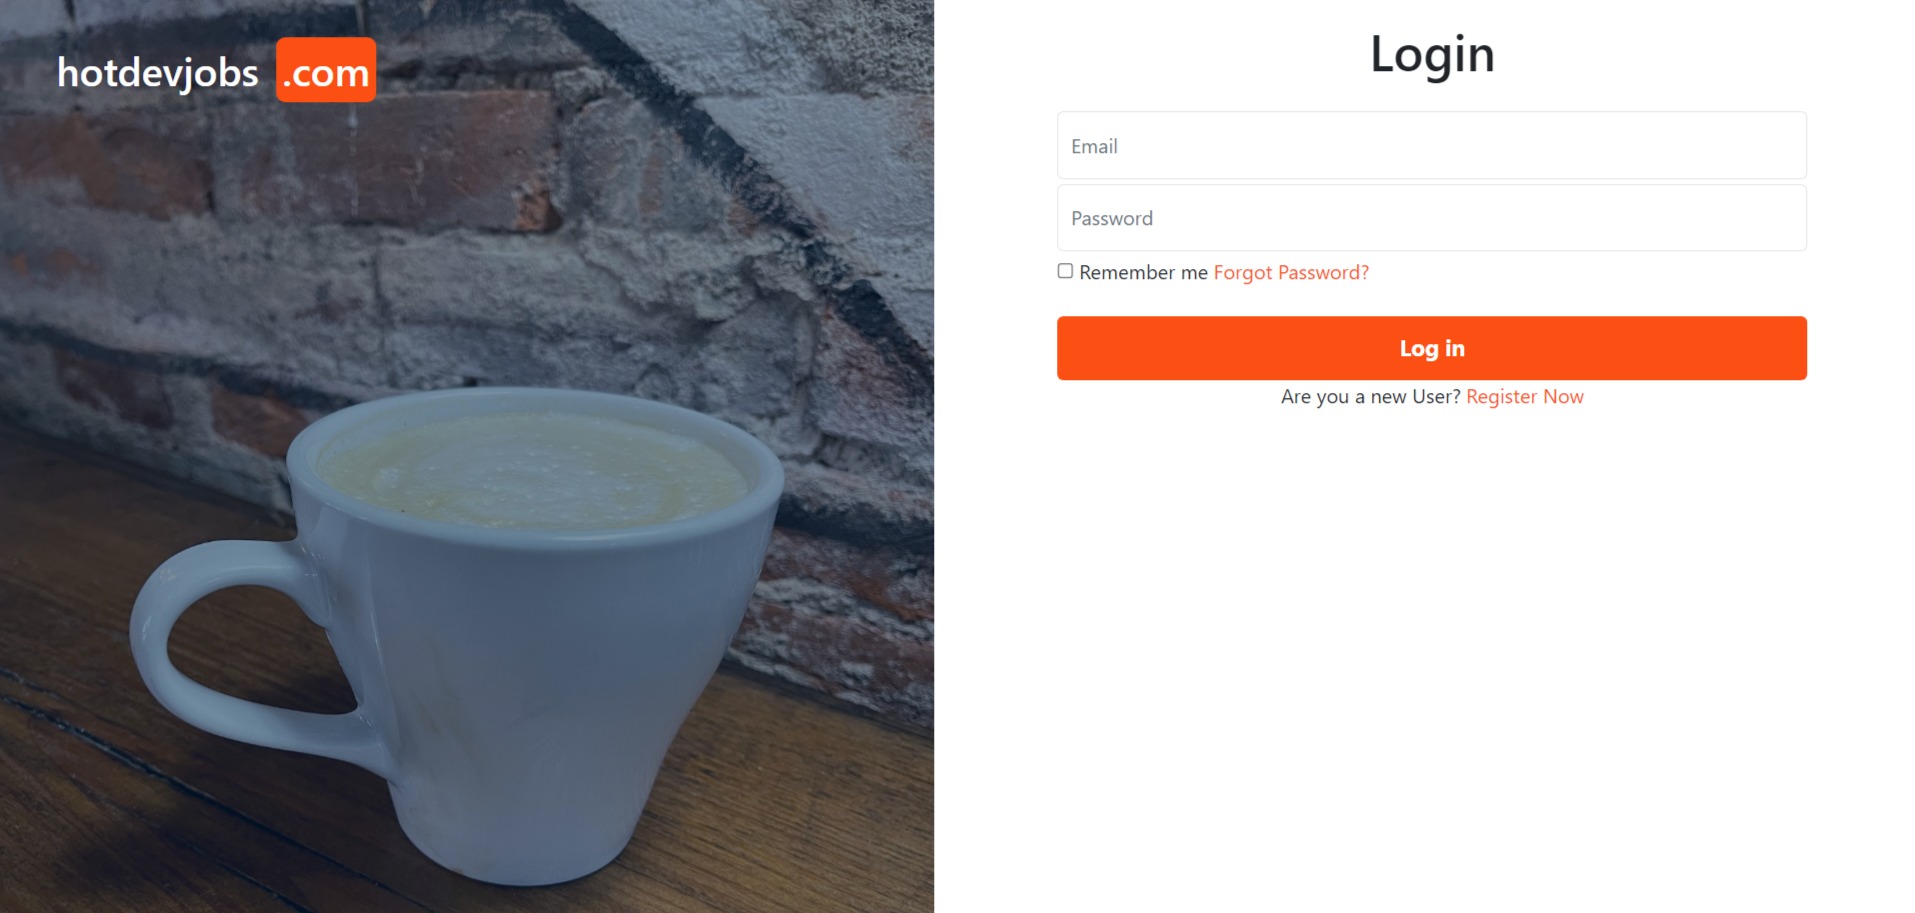 hotdevjobs .com
Login
Email
Password
Remember me Forgot Password?
Log in
Are you a new User? Register Now